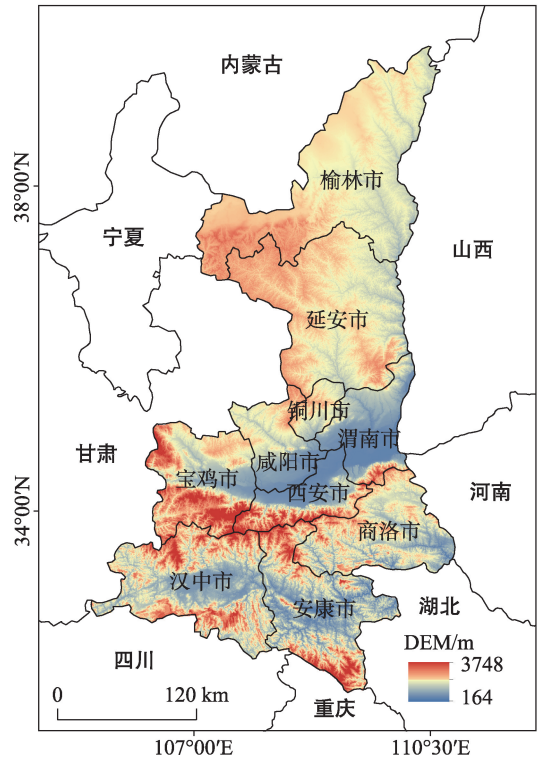 内蒙古
38°00′N
榆林市
宁夏
山西
延安市
铜川市
渭南市
甘肃
咸阳市
宝鸡市
西安市
河南
34°00′N
商洛市
汉中市
安康市
湖北
四川
DEM/m
3748
164
0
120 km
重庆
107°00′E
110°30′E